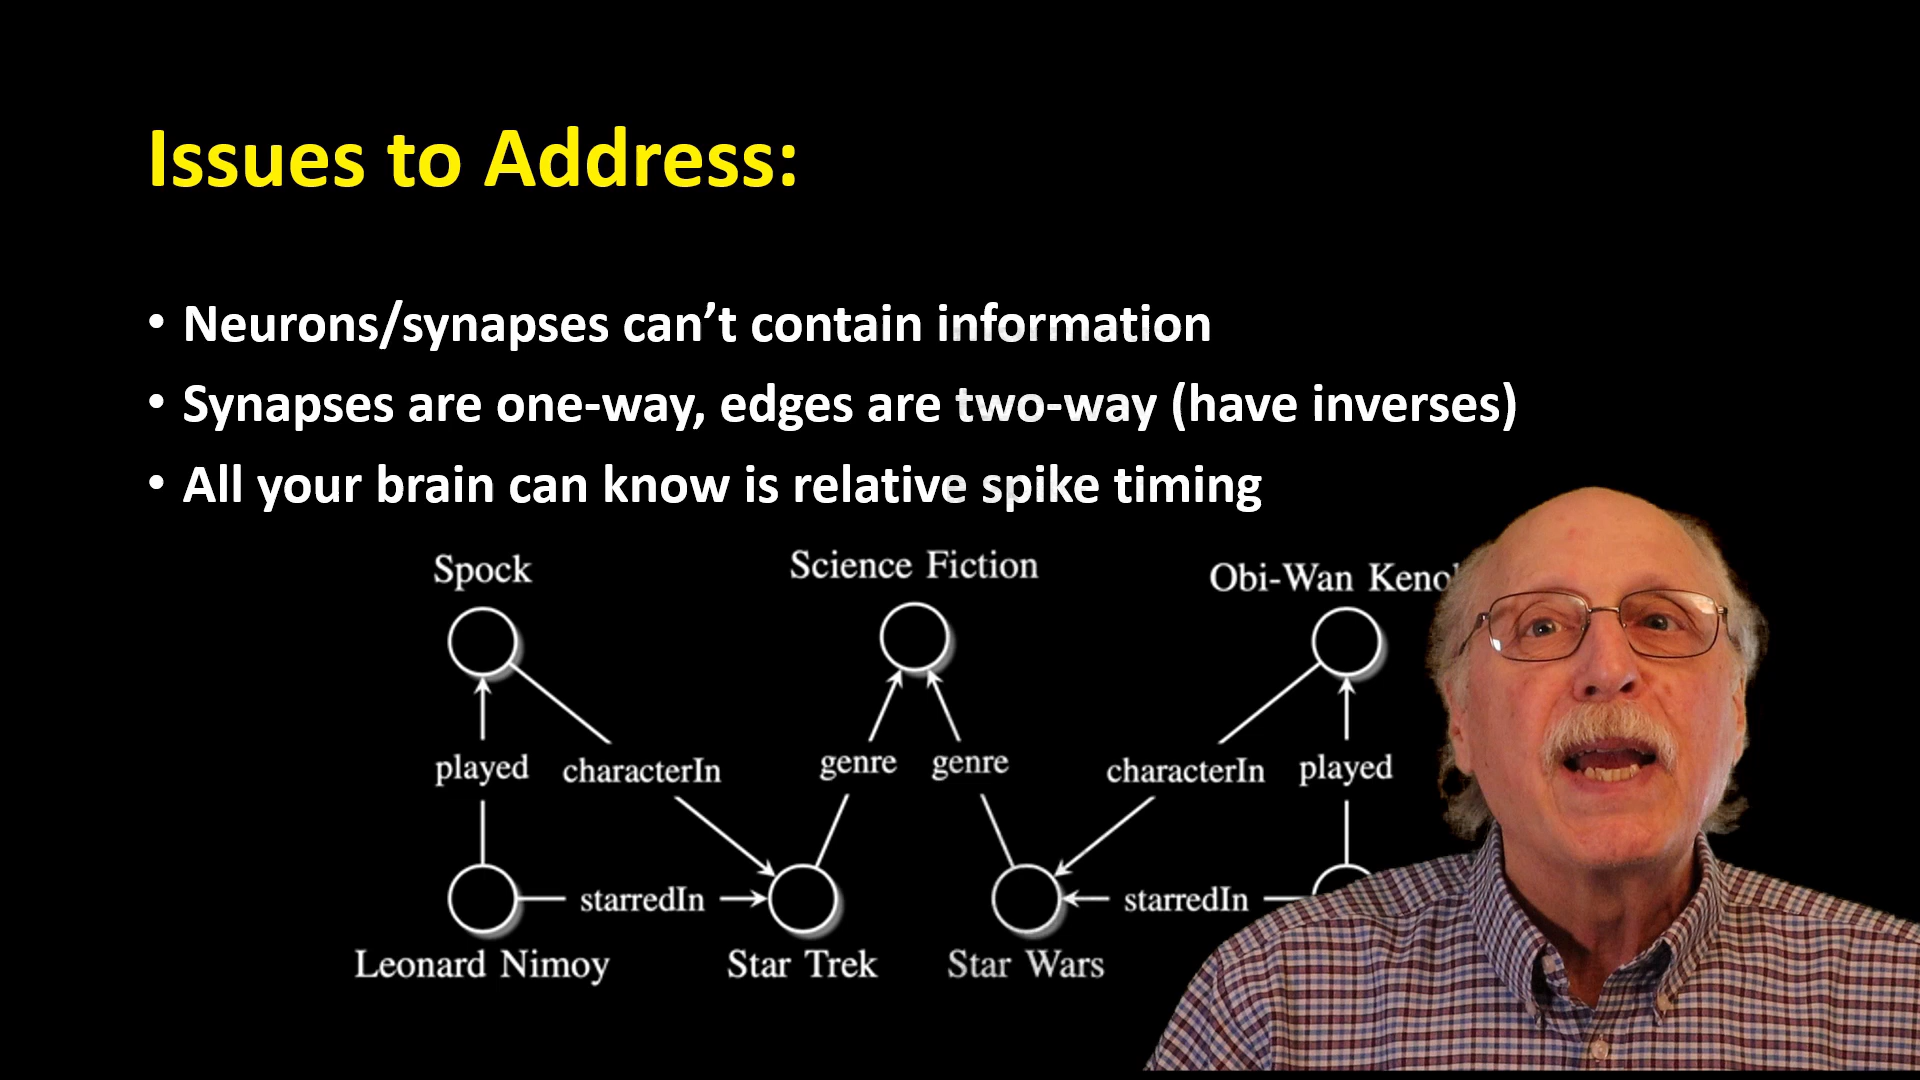 Issues to Address:
• Neurons/synapses can’t contain information
• Synapses are one-way, edges are two-way (have inverses)
• All your brain can know is relative spike timing
Spock
Science Fiction
Obi-Wan
played
characterIn
genre
genre
characterIn
played
starredIn
starredIn
Leonard Nimoy
Star Trek
Star Wars